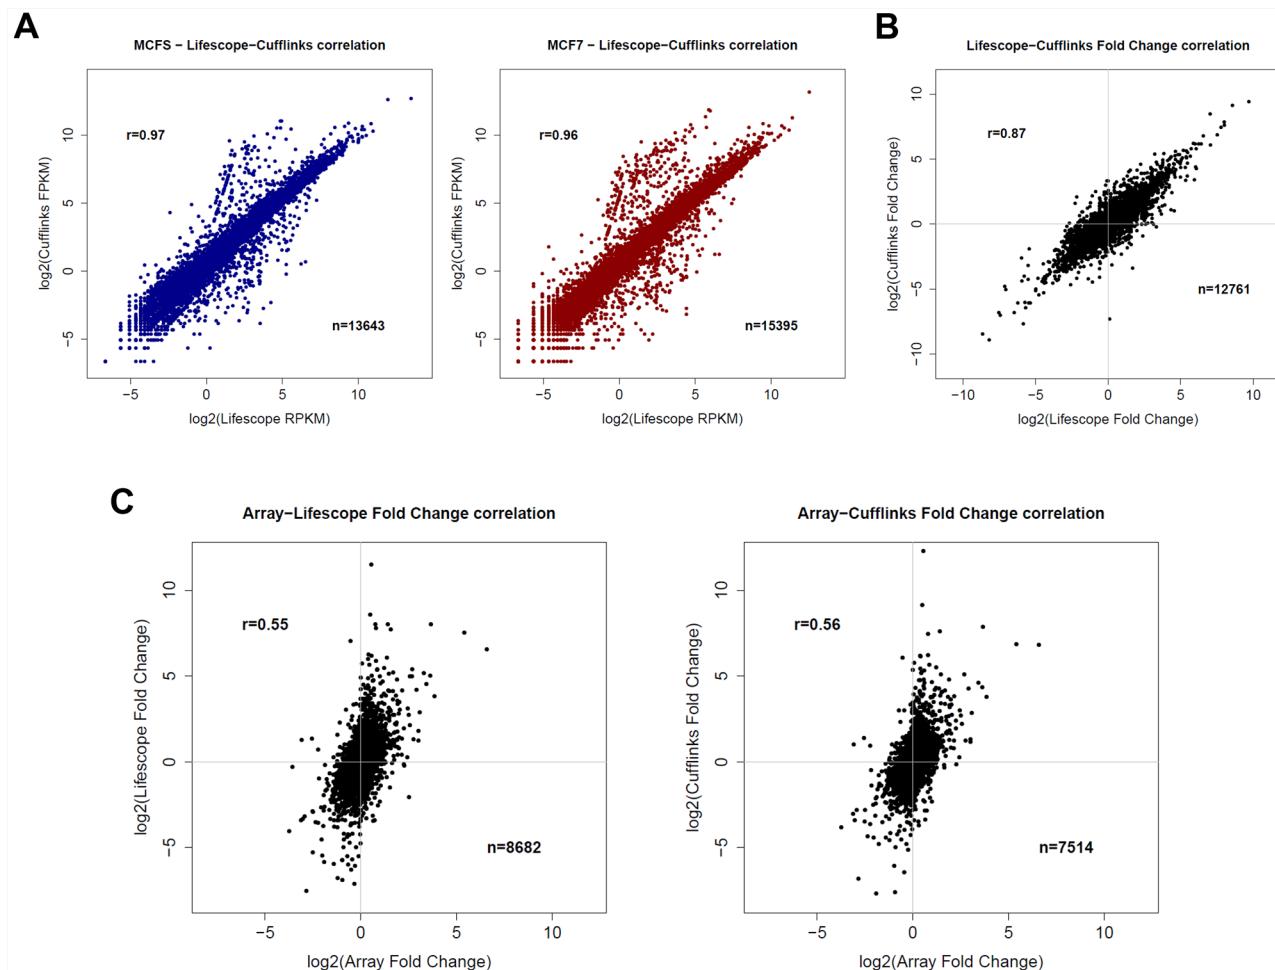 A
MCFS − Lifescope−Cufflinks correlation
log2(Cufflinks FPKM)
10
5
0
−5
r=0.97
n=13643
−5 0 5 10
log2(Lifescope RPKM)
MCF7 − Lifescope−Cufflinks correlation
log2(Cufflinks FPKM)
10
5
0
−5
r=0.96
n=15395
−5 0 5 10
log2(Lifescope RPKM)
B
Lifescope−Cufflinks Fold Change correlation
log2(Cufflinks Fold Change)
10
5
0
−5
−10
r=0.87
n=12761
−10 −5 0 5 10
log2(Lifescope Fold Change)
C
Array−Lifescope Fold Change correlation
log2(Lifescope Fold Change)
10
5
0
−5
r=0.55
n=8682
−5 0 5 10
log2(Array Fold Change)
Array−Cufflinks Fold Change correlation
log2(Cufflinks Fold Change)
10
5
0
−5
r=0.56
n=7514
−5 0 5 10
log2(Array Fold Change)